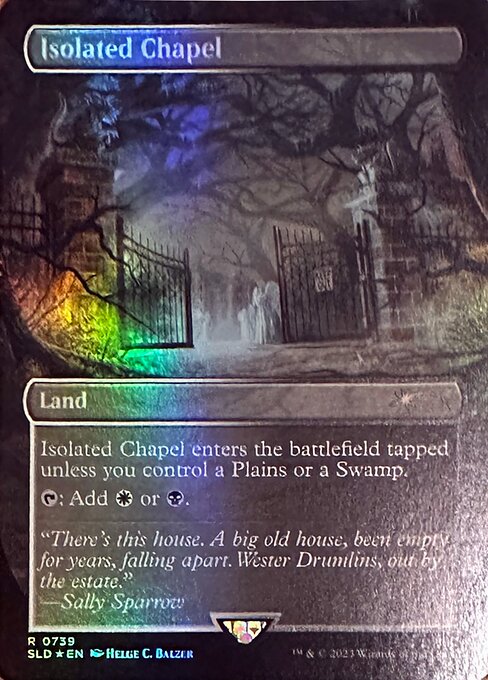 Isolated Chapel
Land
Isolated Chapel enters the battlefield tapped
unless you control a Plains or a Swamp.
: Add or .
“There’s this house. A big old house, been empty
for years, falling apart. Wester Drumlins, out by
the estate.”
—Sally Sparrow
R 0739
SLD ★ EN Helge C. Balzer
™ & © 2023 Wizards of the